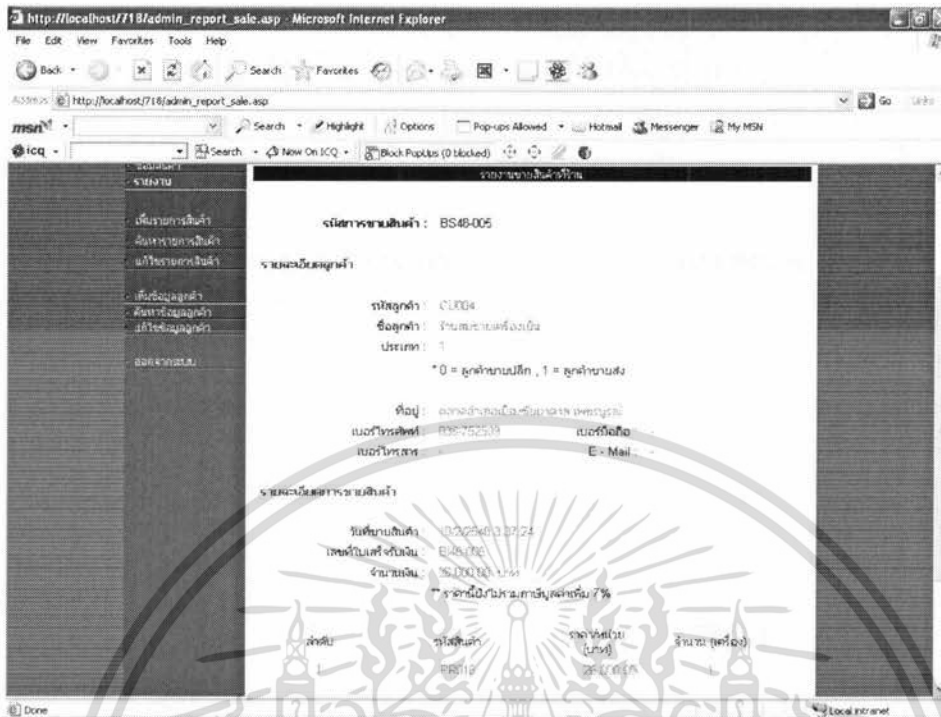 http://localhost/718/admin_report_sale.asp - Microsoft Internet Explorer
File Edit View Favorites Tools Help
Back Search Favorites
Address http://localhost/718/admin_report_sale.asp Go Links
msn Search Highlight Options Pop-ups Allowed Hotmail Messenger My MSN
icq Search Now On ICQ Block PopUps (0 blocked)
- รายงาน
- เพิ่มรายการสินค้า
- ค้นหารายการสินค้า
- แก้ไขรายการสินค้า
- เพิ่มข้อมูลลูกค้า
- ค้นหาข้อมูลลูกค้า
- แก้ไขข้อมูลลูกค้า
- ออกจากระบบ
รายงานขายสินค้าที่ร้าน
รหัสการขายสินค้า : BS48-005
รายละเอียดลูกค้า
รหัสลูกค้า : CU004
ชื่อลูกค้า :
ประเภท : 1
* 0 = ลูกค้าขายปลีก , 1 = ลูกค้าขายส่ง
ที่อยู่ :
เบอร์โทรศัพท์ : เบอร์มือถือ : -
เบอร์โทรสาร : - E - Mail : -
รายละเอียดการขายสินค้า
วันที่ขายสินค้า :
เลขที่ใบเสร็จรับเงิน :
จำนวนเงิน : บาท
** ราคานี้ยังไม่รวมภาษีมูลค่าเพิ่ม 7%
ลำดับ รหัสสินค้า ราคาต่อหน่วย (บาท) จำนวน (เครื่อง)
1 1
Done Local intranet